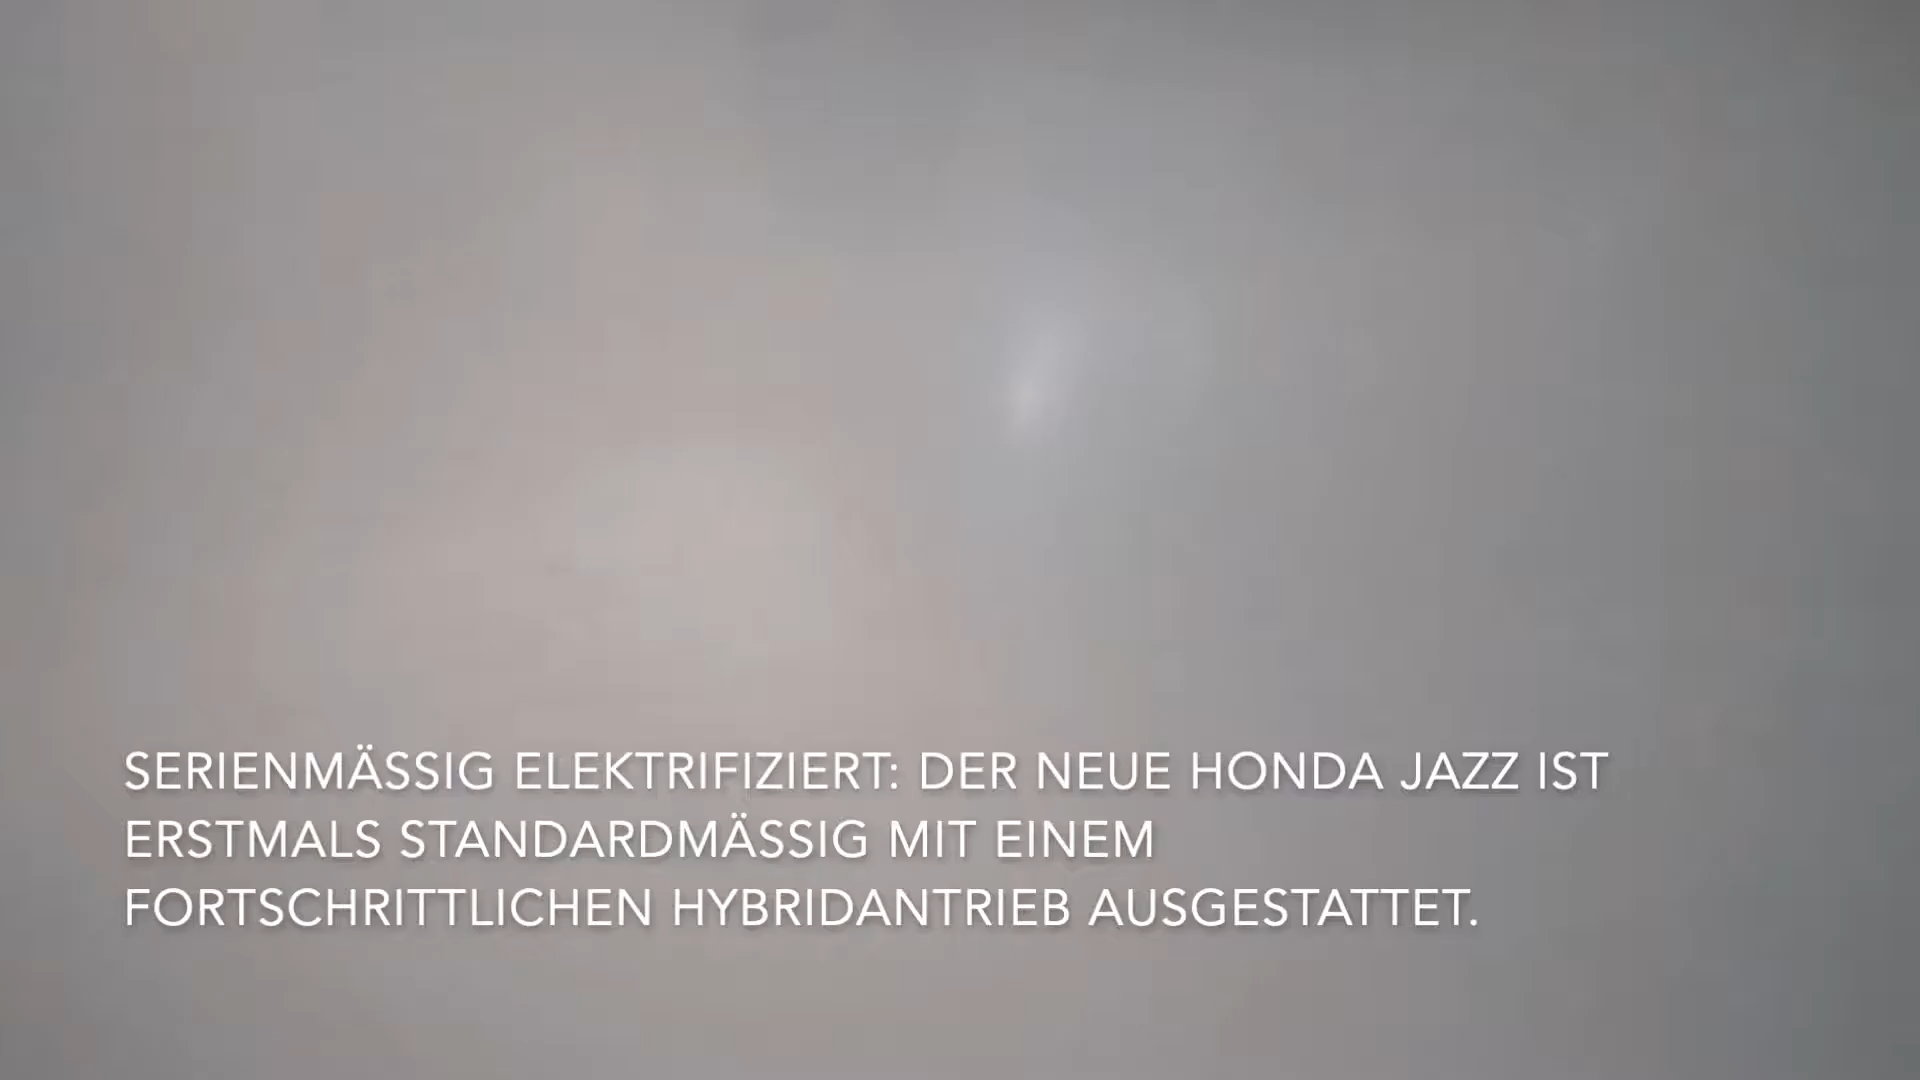 SERIENMÄSSIG ELEKTRIFIZIERT: DER NEUE HONDA JAZZ IST
ERSTMALS STANDARDMÄSSIG MIT EINEM
FORTSCHRITTLICHEN HYBRIDANTRIEB AUSGESTATTET.